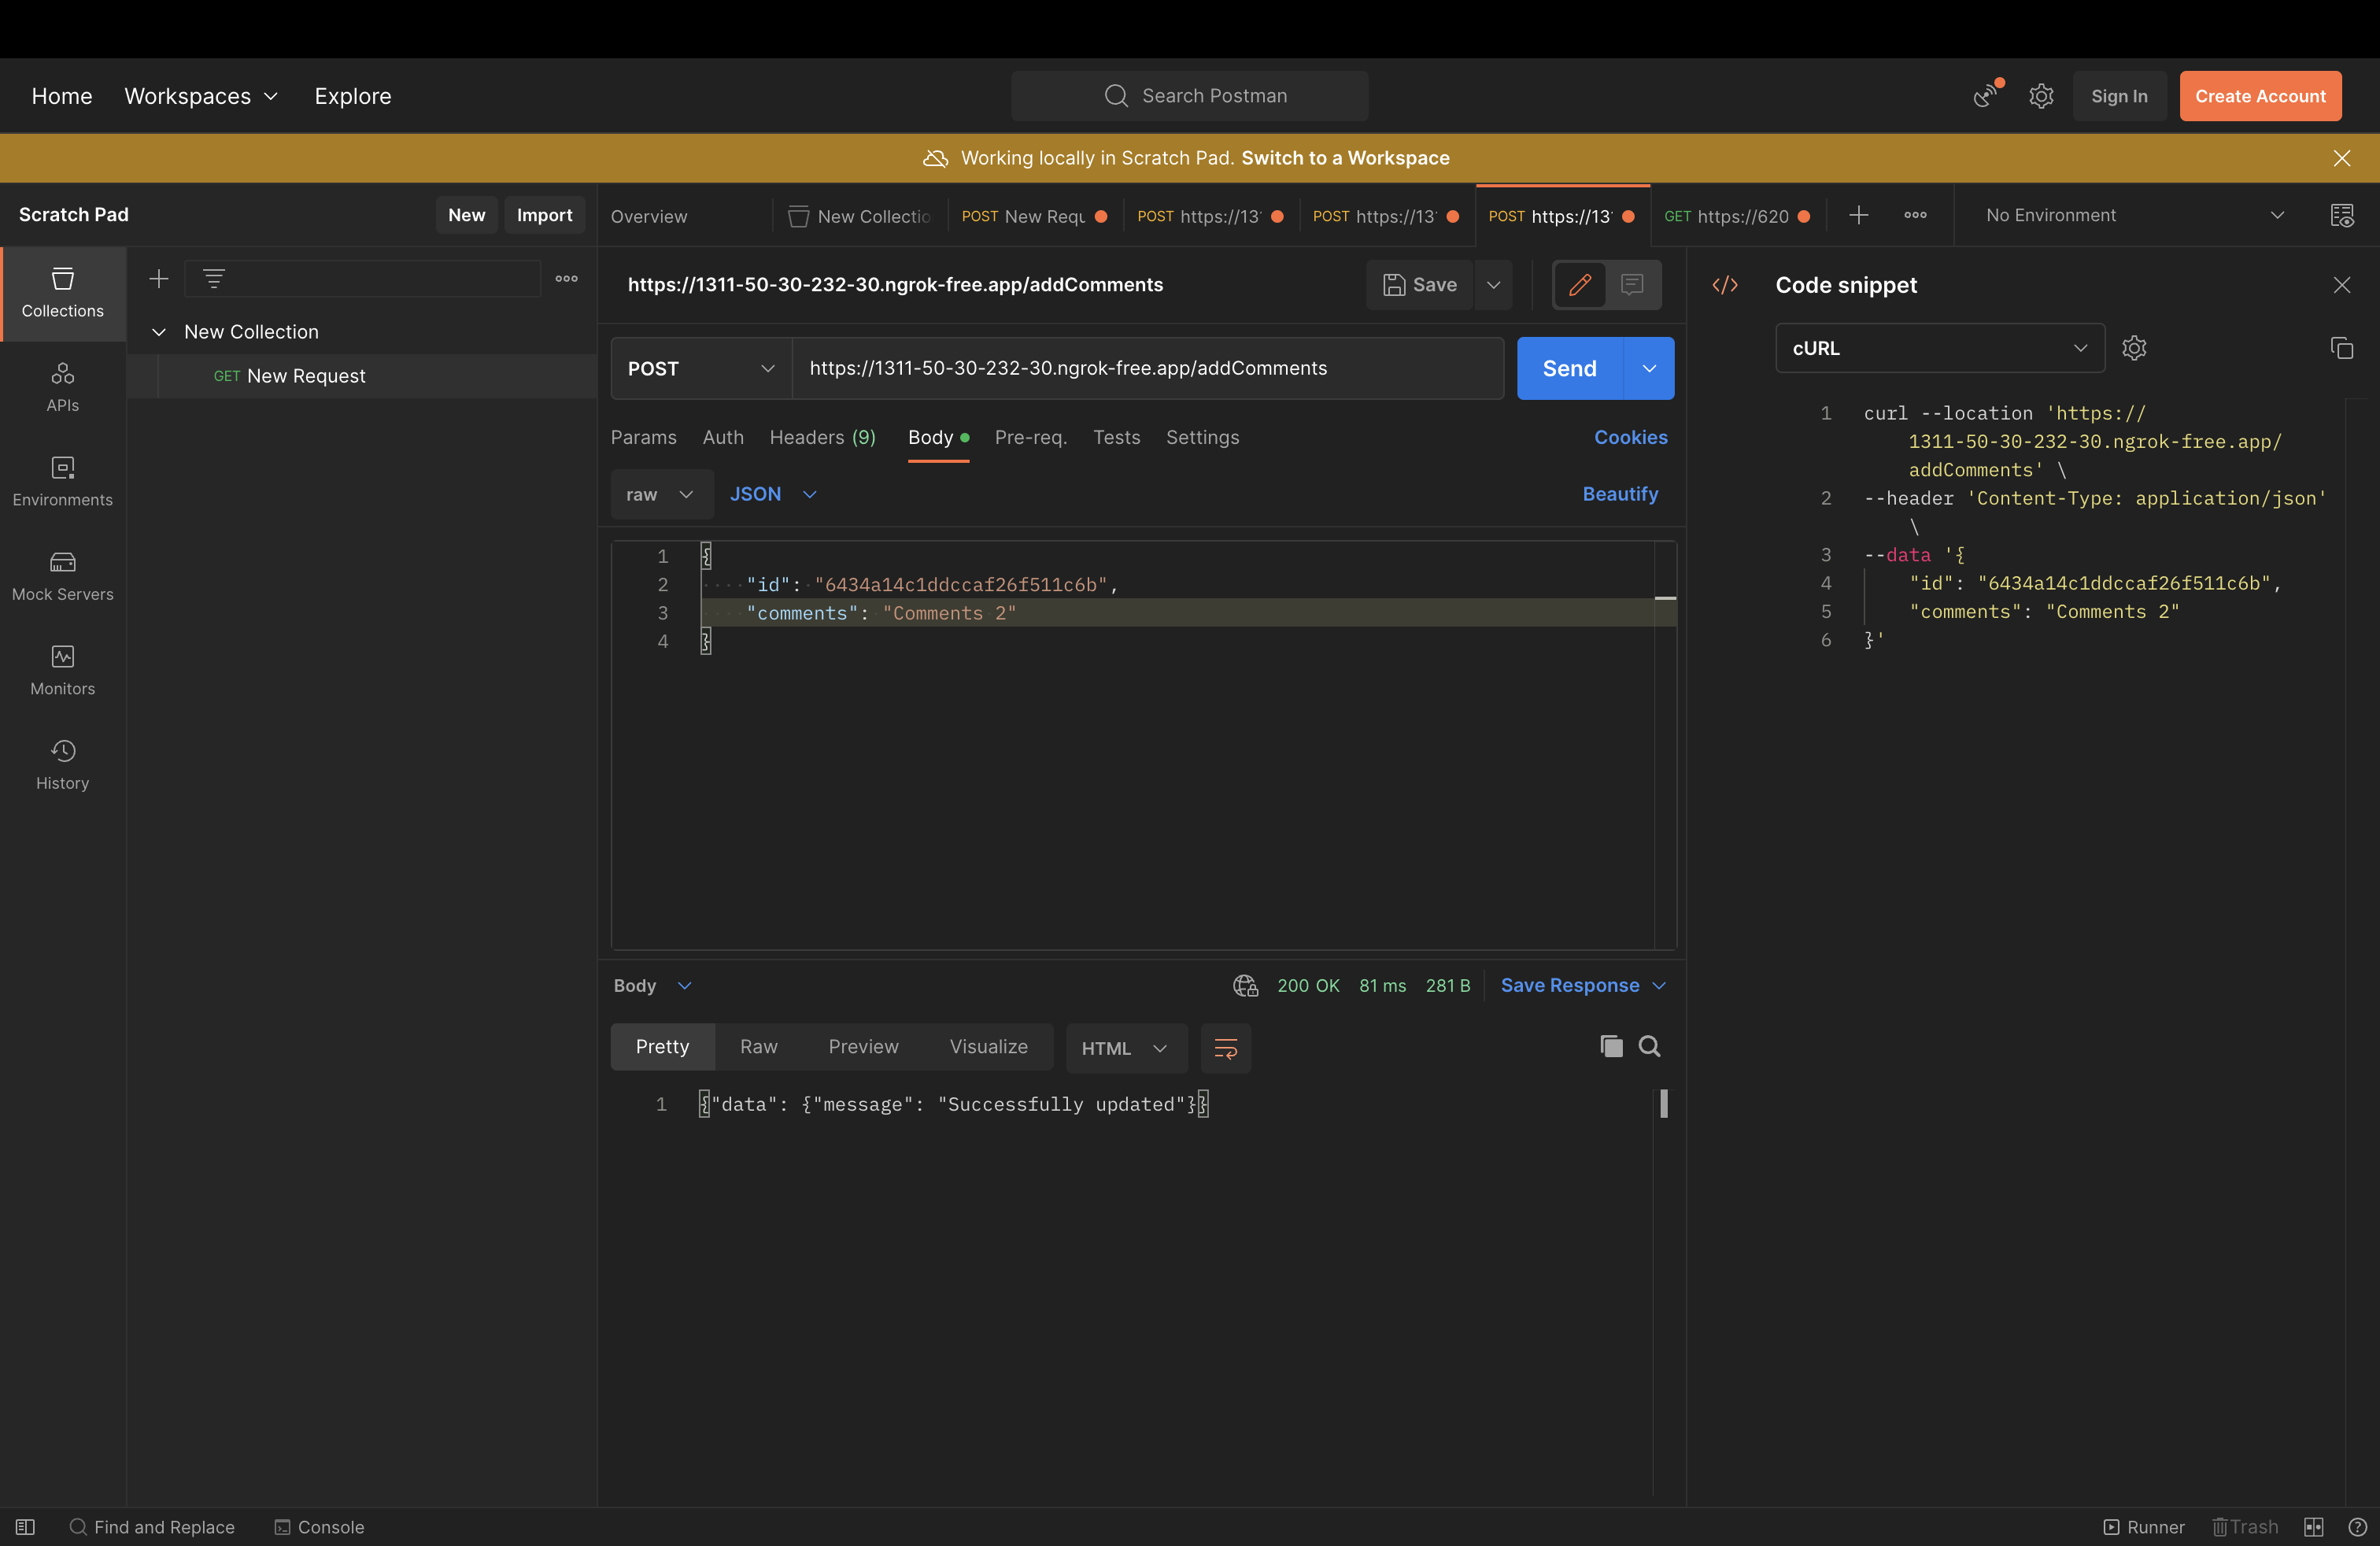 Home
Workspaces
Explore
Search Postman
Sign In
Create Account
Working locally in Scratch Pad. Switch to a Workspace
Scratch Pad
New
Import
Overview
New Collectio
POST New Requ
POST https://13
POST https://13
POST https://13
GET https://620
No Environment
Collections
APIs
Environments
Mock Servers
Monitors
History
New Collection
GET New Request
https://1311-50-30-232-30.ngrok-free.app/addComments
Save
POST
https://1311-50-30-232-30.ngrok-free.app/addComments
Send
Params
Auth
Headers (9)
Body
Pre-req.
Tests
Settings
Cookies
raw
JSON
Beautify
1 {
2 "id": "6434a14c1ddccaf26f511c6b",
3 "comments": "Comments 2"
4 }
Body
200 OK
81 ms
281 B
Save Response
Pretty
Raw
Preview
Visualize
HTML
1 {"data": {"message": "Successfully updated"}}
Code snippet
cURL
1 curl --location 'https://
1311-50-30-232-30.ngrok-free.app/
addComments' \
2 --header 'Content-Type: application/json'
\
3 --data '{
4 "id": "6434a14c1ddccaf26f511c6b",
5 "comments": "Comments 2"
6 }'
Find and Replace
Console
Runner
Trash